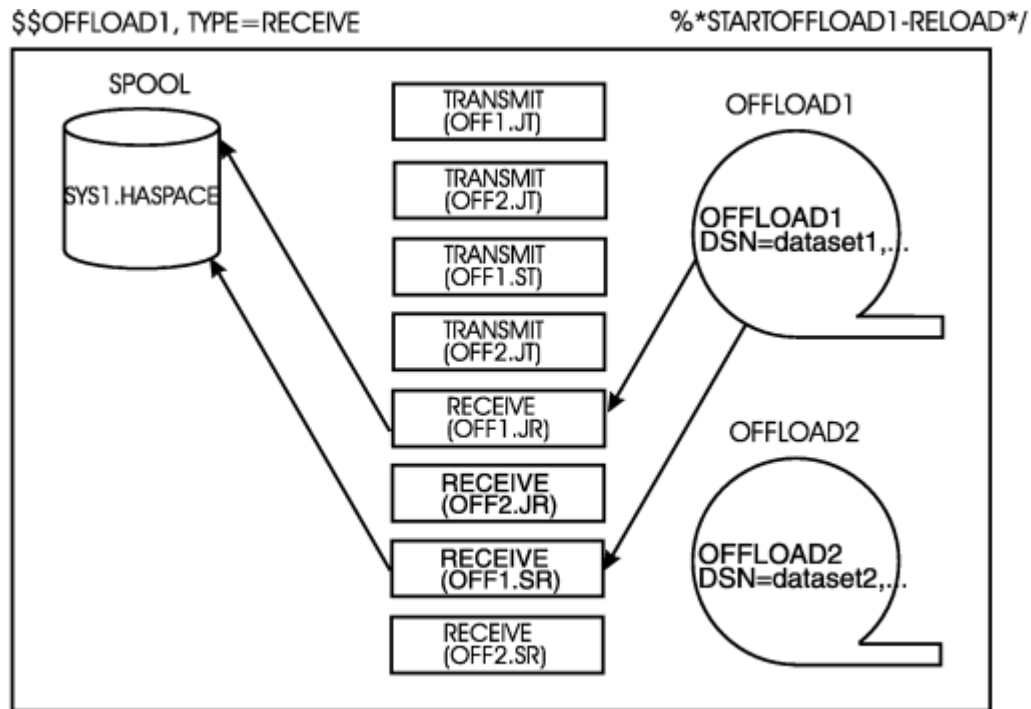 $$OFFLOAD1, TYPE=RECEIVE
%*STARTOFFLOAD1-RELOAD*/
SPOOL
SYS1.HASPACE
TRANSMIT
(OFF1.JT)
TRANSMIT
(OFF2.JT)
TRANSMIT
(OFF1.ST)
TRANSMIT
(OFF2.JT)
RECEIVE
(OFF1.JR)
RECEIVE
(OFF2.JR)
RECEIVE
(OFF1.SR)
RECEIVE
(OFF2.SR)
OFFLOAD1
OFFLOAD1
DSN=dataset1,...
OFFLOAD2
OFFLOAD2
DSN=dataset2,...